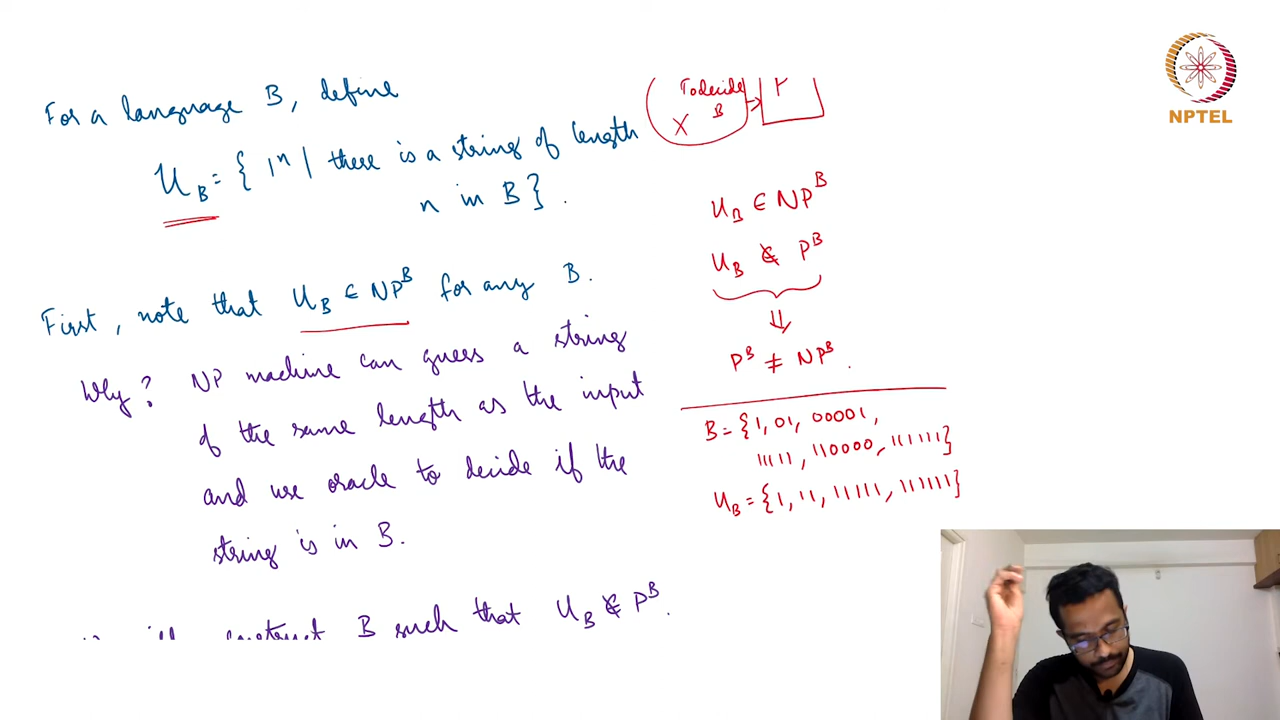 For a language B, define
U_B = { 1^n | there is a string of length
n in B }.
First, note that U_B ∈ NP^B for any B.
Why? NP machine can guess a string
of the same length as the input
and use oracle to decide if the
string is in B.
construct B such that U_B ∉ P^B.
To decide
B
X
P
U_B ∈ NP^B
U_B ∉ P^B
⇓
P^B ≠ NP^B.
B = {1, 01, 00001,
11111, 110000, 111111}
U_B = {1, 11, 11111, 111111}
NPTEL